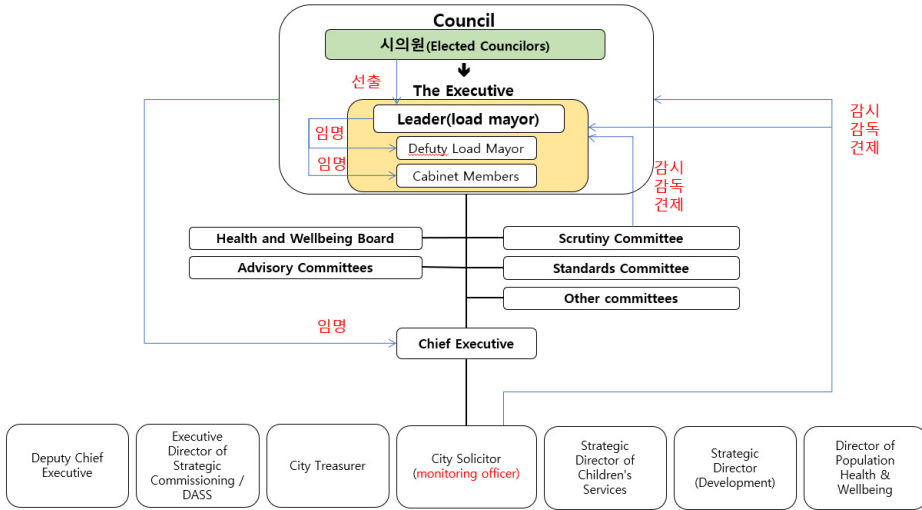 Council
시의원(Elected Councilors)
선출
The Executive
Leader(load mayor)
임명
Defuty Load Mayor
임명
Cabinet Members
감시
감독
견제
감시
감독
견제
Health and Wellbeing Board
Scrutiny Committee
Advisory Committees
Standards Committee
Other committees
임명
Chief Executive
Deputy Chief
Executive
Executive
Director of
Strategic
Commissioning /
DASS
City Treasurer
City Solicitor
(monitoring officer)
Strategic
Director of
Children's
Services
Strategic
Director
(Development)
Director of
Population
Health &
Wellbeing